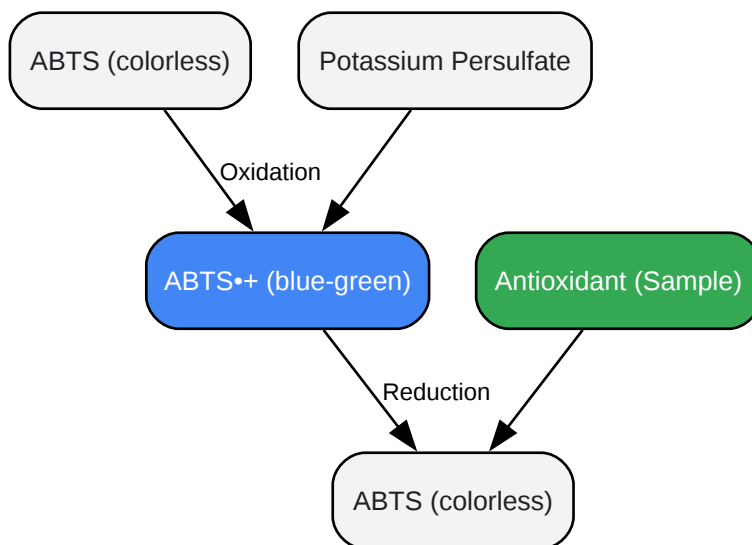 ABTS (colorless)
Potassium Persulfate
Oxidation
ABTS•+ (blue-green)
Antioxidant (Sample)
Reduction
ABTS (colorless)